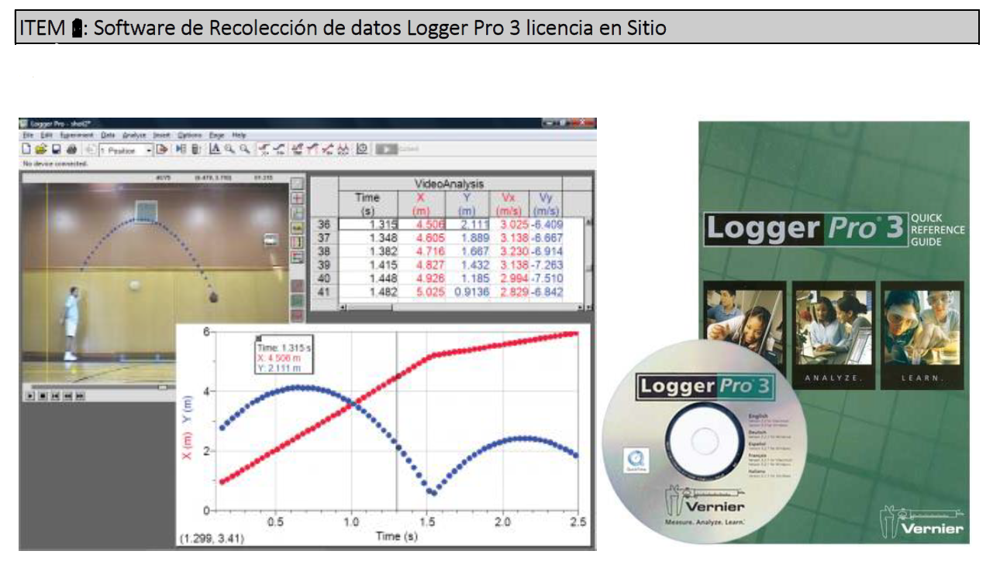 ITEM : Software de Recolección de datos Logger Pro 3 licencia en Sitio
Logger Pro - shot2*
File Edit Experiment Data Analyze Insert Options Page Help
1: Position
No device connected.
VideoAnalysis
Time X Y Vx Vy
(s) (m) (m) (m/s) (m/s)
36 1.315 4.506 2.111 3.025 -6.409
37 1.348 4.605 1.889 3.138 -6.667
38 1.382 4.716 1.667 3.230 -6.914
39 1.415 4.827 1.432 3.138 -7.263
40 1.448 4.926 1.185 2.994 -7.510
41 1.482 5.025 0.9136 2.829 -6.842
Time: 1.315 s
X: 4.506 m
Y: 2.111 m
6
4
2
0
X (m) Y (m)
0.5 1.0 1.5 2.0 2.5
Time (s)
(1.299, 3.41)
Logger Pro® 3
QUICK
REFERENCE
GUIDE
ANALYZE.
LEARN.
Logger Pro® 3
English
Deutsch
Español
Français
Italiano
QuickTime
Vernier
Measure. Analyze. Learn.
Vernier